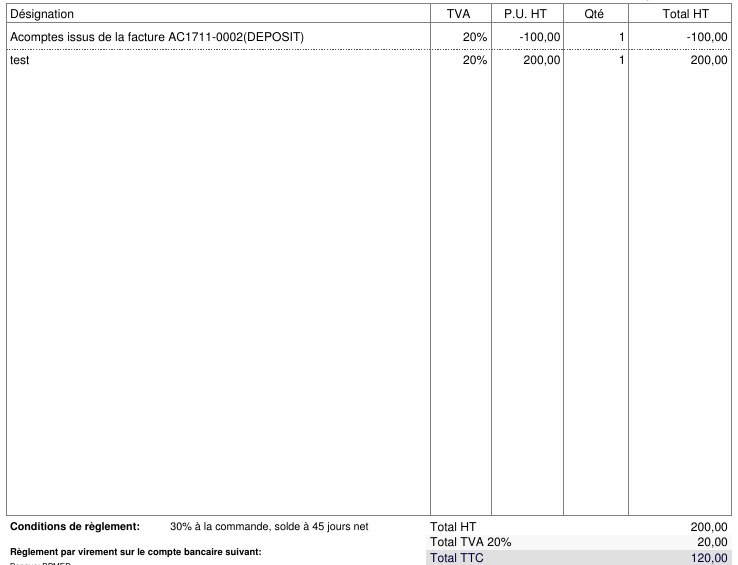 Désignation TVA P.U. HT Qté Total HT
Acomptes issus de la facture AC1711-0002(DEPOSIT) 20% -100,00 1 -100,00
test 20% 200,00 1 200,00
Conditions de règlement: 30% à la commande, solde à 45 jours net Total HT 200,00
Total TVA 20% 20,00
Règlement par virement sur le compte bancaire suivant:
Total TTC 120,00